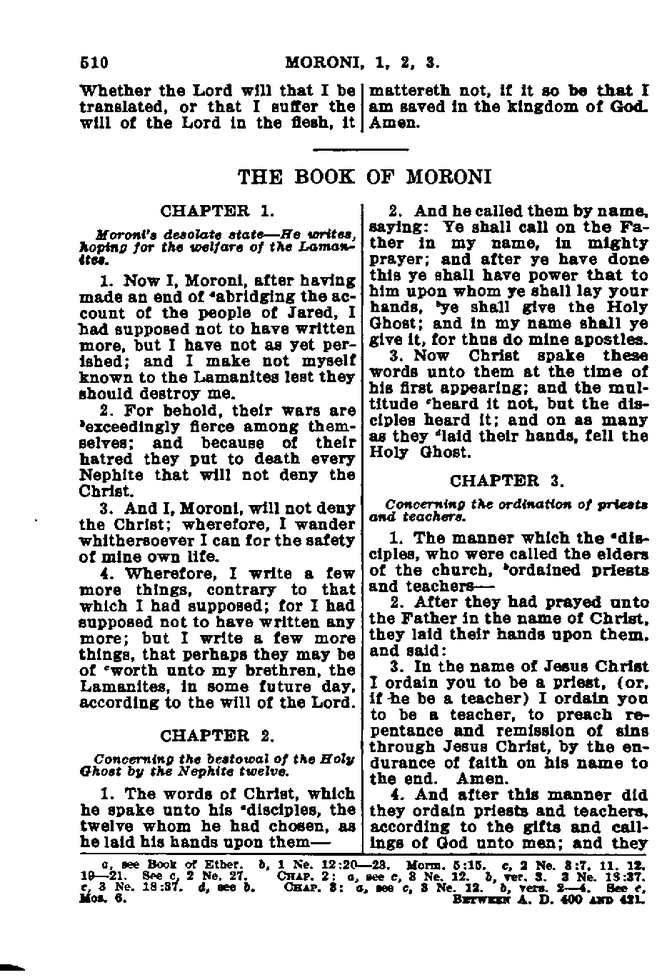 510 MORONI, 1, 2, 3.
Whether the Lord will that I be
translated, or that I suffer the
will of the Lord in the flesh, it
mattereth not, if it so be that I
am saved in the kingdom of God.
Amen.
THE BOOK OF MORONI
CHAPTER 1.
Moroni's desolate state—He writes,
hoping for the welfare of the Laman-
ites.
1. Now I, Moroni, after having
made an end of ᵃabridging the ac-
count of the people of Jared, I
had supposed not to have written
more, but I have not as yet per-
ished; and I make not myself
known to the Lamanites lest they
should destroy me.
2. For behold, their wars are
ᵇexceedingly fierce among them-
selves; and because of their
hatred they put to death every
Nephite that will not deny the
Christ.
3. And I, Moroni, will not deny
the Christ; wherefore, I wander
whithersoever I can for the safety
of mine own life.
4. Wherefore, I write a few
more things, contrary to that
which I had supposed; for I had
supposed not to have written any
more; but I write a few more
things, that perhaps they may be
of ᶜworth unto my brethren, the
Lamanites, in some future day,
according to the will of the Lord.
CHAPTER 2.
Concerning the bestowal of the Holy
Ghost by the Nephite twelve.
1. The words of Christ, which
he spake unto his ᵃdisciples, the
twelve whom he had chosen, as
he laid his hands upon them—
2. And he called them by name,
saying: Ye shall call on the Fa-
ther in my name, in mighty
prayer; and after ye have done
this ye shall have power that to
him upon whom ye shall lay your
hands, ᵇye shall give the Holy
Ghost; and in my name shall ye
give it, for thus do mine apostles.
3. Now Christ spake these
words unto them at the time of
his first appearing; and the mul-
titude ᶜheard it not, but the dis-
ciples heard it; and on as many
as they ᵈlaid their hands, fell the
Holy Ghost.
CHAPTER 3.
Concerning the ordination of priests
and teachers.
1. The manner which the ᵃdis-
ciples, who were called the elders
of the church, ᵇordained priests
and teachers—
2. After they had prayed unto
the Father in the name of Christ,
they laid their hands upon them,
and said:
3. In the name of Jesus Christ
I ordain you to be a priest, (or,
if he be a teacher) I ordain you
to be a teacher, to preach re-
pentance and remission of sins
through Jesus Christ, by the en-
durance of faith on his name to
the end. Amen.
4. And after this manner did
they ordain priests and teachers,
according to the gifts and call-
ings of God unto men; and they
a, see Book of Ether. b, 1 Ne. 12:20—23. Morm. 5:15. c, 2 Ne. 3:7, 11, 12,
19—21. See c, 2 Ne. 27. CHAP. 2: a, see c, 3 Ne. 12. b, ver. 3. 3 Ne. 18:37.
c, 3 Ne. 18:37. d, see b. CHAP. 3: a, see c, 3 Ne. 12. b, vers. 2—4. See c,
Mos. 6. BETWEEN A. D. 400 AND 421.